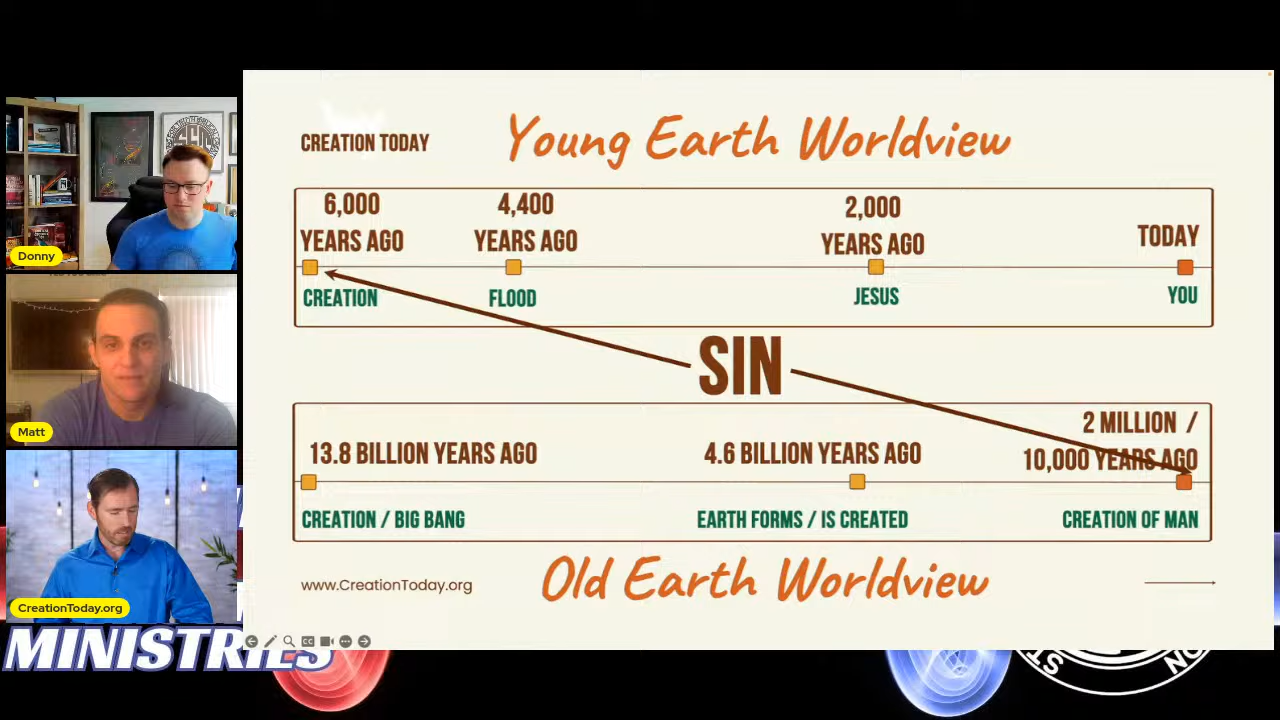 CREATION TODAY
Young Earth Worldview
6,000 YEARS AGO
4,400 YEARS AGO
2,000 YEARS AGO
TODAY
CREATION
FLOOD
JESUS
YOU
SIN
13.8 BILLION YEARS AGO
4.6 BILLION YEARS AGO
2 MILLION /
10,000 YEARS AGO
CREATION / BIG BANG
EARTH FORMS / IS CREATED
CREATION OF MAN
www.CreationToday.org
Old Earth Worldview
Donny
Matt
CreationToday.org
MINISTRIES